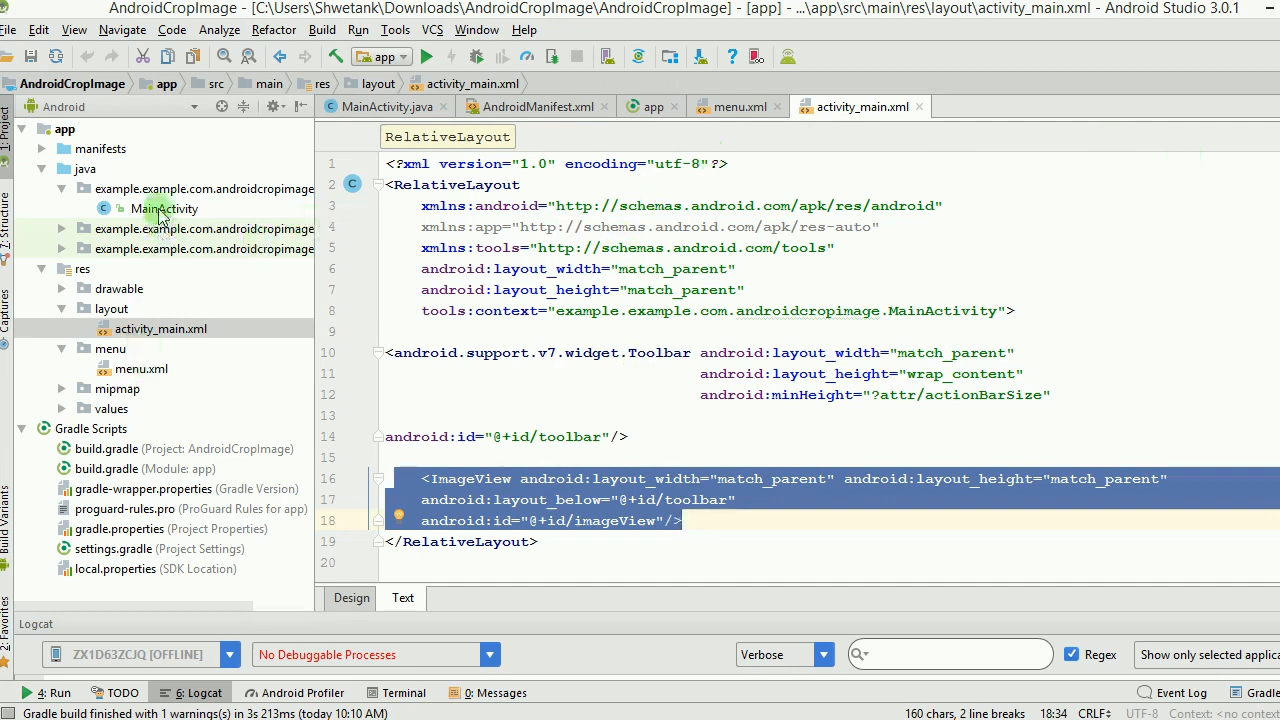 AndroidCropImage - [C:\Users\Shwetank\Downloads\AndroidCropImage\AndroidCropImage] - [app] - ...\app\src\main\res\layout\activity_main.xml - Android Studio 3.0.1
File Edit View Navigate Code Analyze Refactor Build Run Tools VCS Window Help
app
AndroidCropImage app src main res layout activity_main.xml
1: Project
7: Structure
Captures
Build Variants
2: Favorites
Android
MainActivity.java AndroidManifest.xml app menu.xml activity_main.xml
app
manifests
java
example.example.com.androidcropimage
MainActivity
example.example.com.androidcropimage
example.example.com.androidcropimage
res
drawable
layout
activity_main.xml
menu
menu.xml
mipmap
values
Gradle Scripts
build.gradle (Project: AndroidCropImage)
build.gradle (Module: app)
gradle-wrapper.properties (Gradle Version)
proguard-rules.pro (ProGuard Rules for app)
gradle.properties (Project Properties)
settings.gradle (Project Settings)
local.properties (SDK Location)
RelativeLayout
1 <?xml version="1.0" encoding="utf-8"?>
2 <RelativeLayout
3 xmlns:android="http://schemas.android.com/apk/res/android"
4 xmlns:app="http://schemas.android.com/apk/res-auto"
5 xmlns:tools="http://schemas.android.com/tools"
6 android:layout_width="match_parent"
7 android:layout_height="match_parent"
8 tools:context="example.example.com.androidcropimage.MainActivity">
9
10 <android.support.v7.widget.Toolbar android:layout_width="match_parent"
11 android:layout_height="wrap_content"
12 android:minHeight="?attr/actionBarSize"
13
14 android:id="@+id/toolbar"/>
15
16 <ImageView android:layout_width="match_parent" android:layout_height="match_parent"
17 android:layout_below="@+id/toolbar"
18 android:id="@+id/imageView"/>
19 </RelativeLayout>
20
Design Text
Logcat
ZX1D63ZCJQ [OFFLINE] No Debuggable Processes Verbose Regex Show only selected applica
4: Run TODO 6: Logcat Android Profiler Terminal 0: Messages Event Log Gradle
Gradle build finished with 1 warnings(s) in 3s 213ms (today 10:10 AM) 160 chars, 2 line breaks 18:34 CRLF UTF-8 Context: <no context